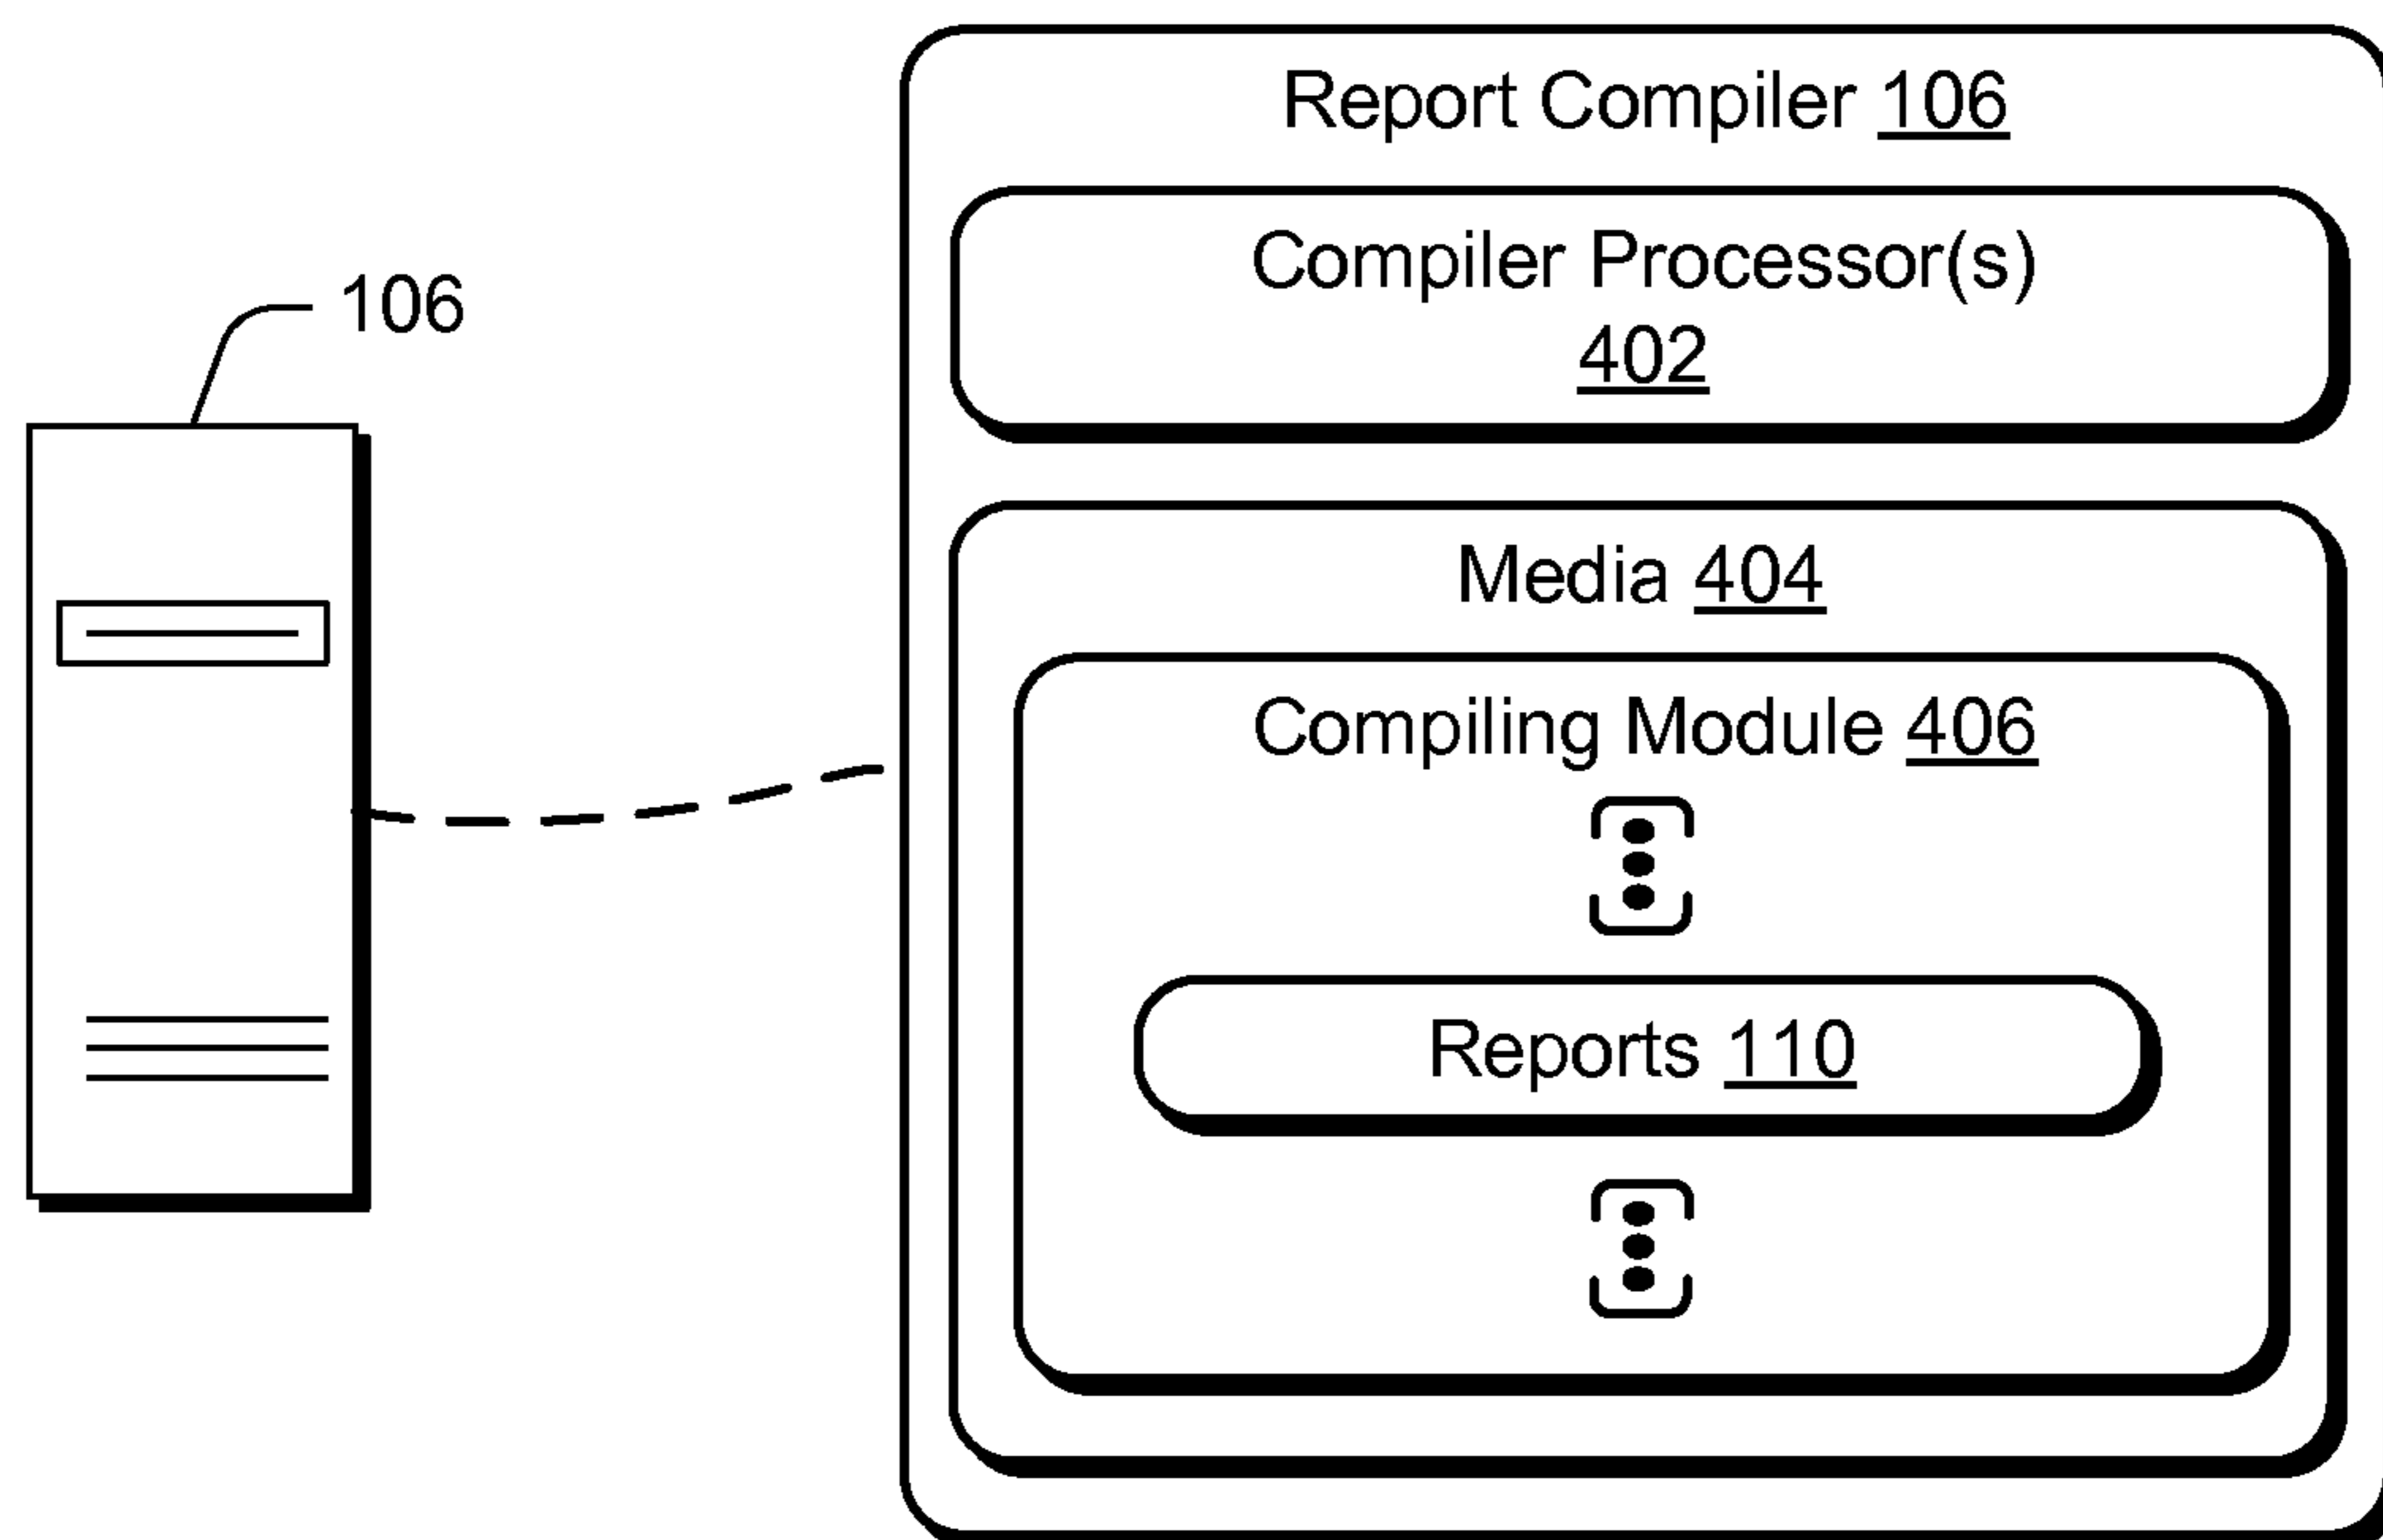 Report Compiler 106
Compiler Processor(s)
402
106
Media 404
Compiling Module 406
Reports 110